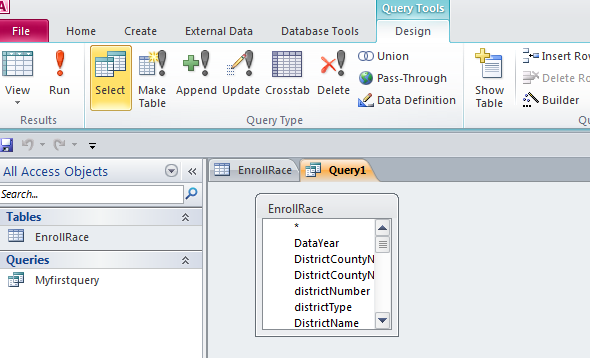 A
Query Tools
File Home Create External Data Database Tools Design
View Run Select Make Table Append Update Crosstab Delete
Union
Pass-Through
Data Definition
Show Table
Insert Ro
Delete Ro
Builder
Results Query Type Qu
All Access Objects
Search...
Tables
EnrollRace
Queries
Myfirstquery
EnrollRace Query1
EnrollRace
*
DataYear
DistrictCountyN
DistrictCountyN
districtNumber
districtType
DistrictName